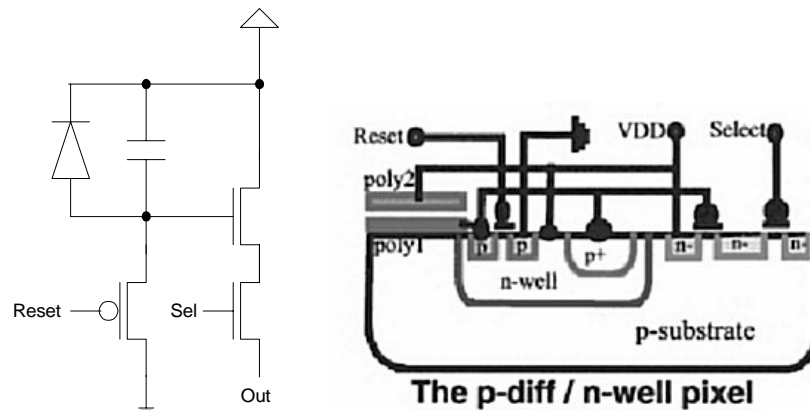 Reset
Sel
Out
Reset
VDD
Select
poly2
poly1
p
p
p+
n-
n-
n-
n-well
p-substrate
The p-diff / n-well pixel